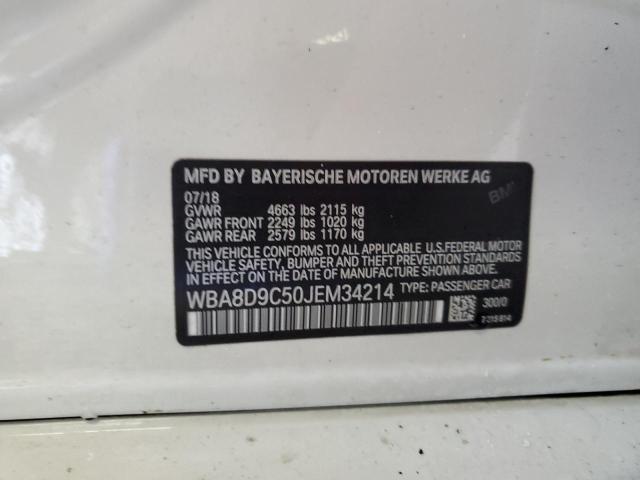 MFD BY BAYERISCHE MOTOREN WERKE AG
BMW
07/18
GVWR 4663 lbs 2115 kg
GAWR FRONT 2249 lbs 1020 kg
GAWR REAR 2579 lbs 1170 kg
THIS VEHICLE CONFORMS TO ALL APPLICABLE U.S.FEDERAL MOTOR
VEHICLE SAFETY, BUMPER AND THEFT PREVENTION STANDARDS
IN EFFECT ON THE DATE OF MANUFACTURE SHOWN ABOVE.
WBA8D9C50JEM34214 TYPE: PASSENGER CAR
300/0